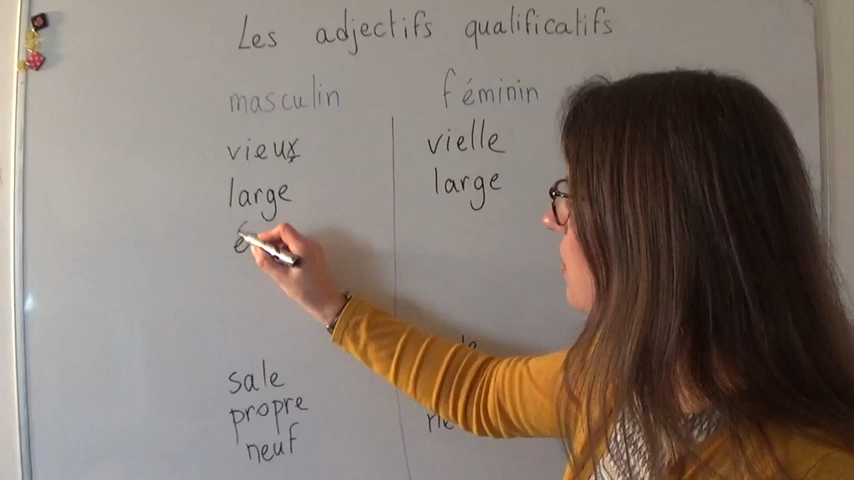 Les adjectifs qualificatifs
masculin féminin
vieux vielle
large large
é
sale
propre
neuf